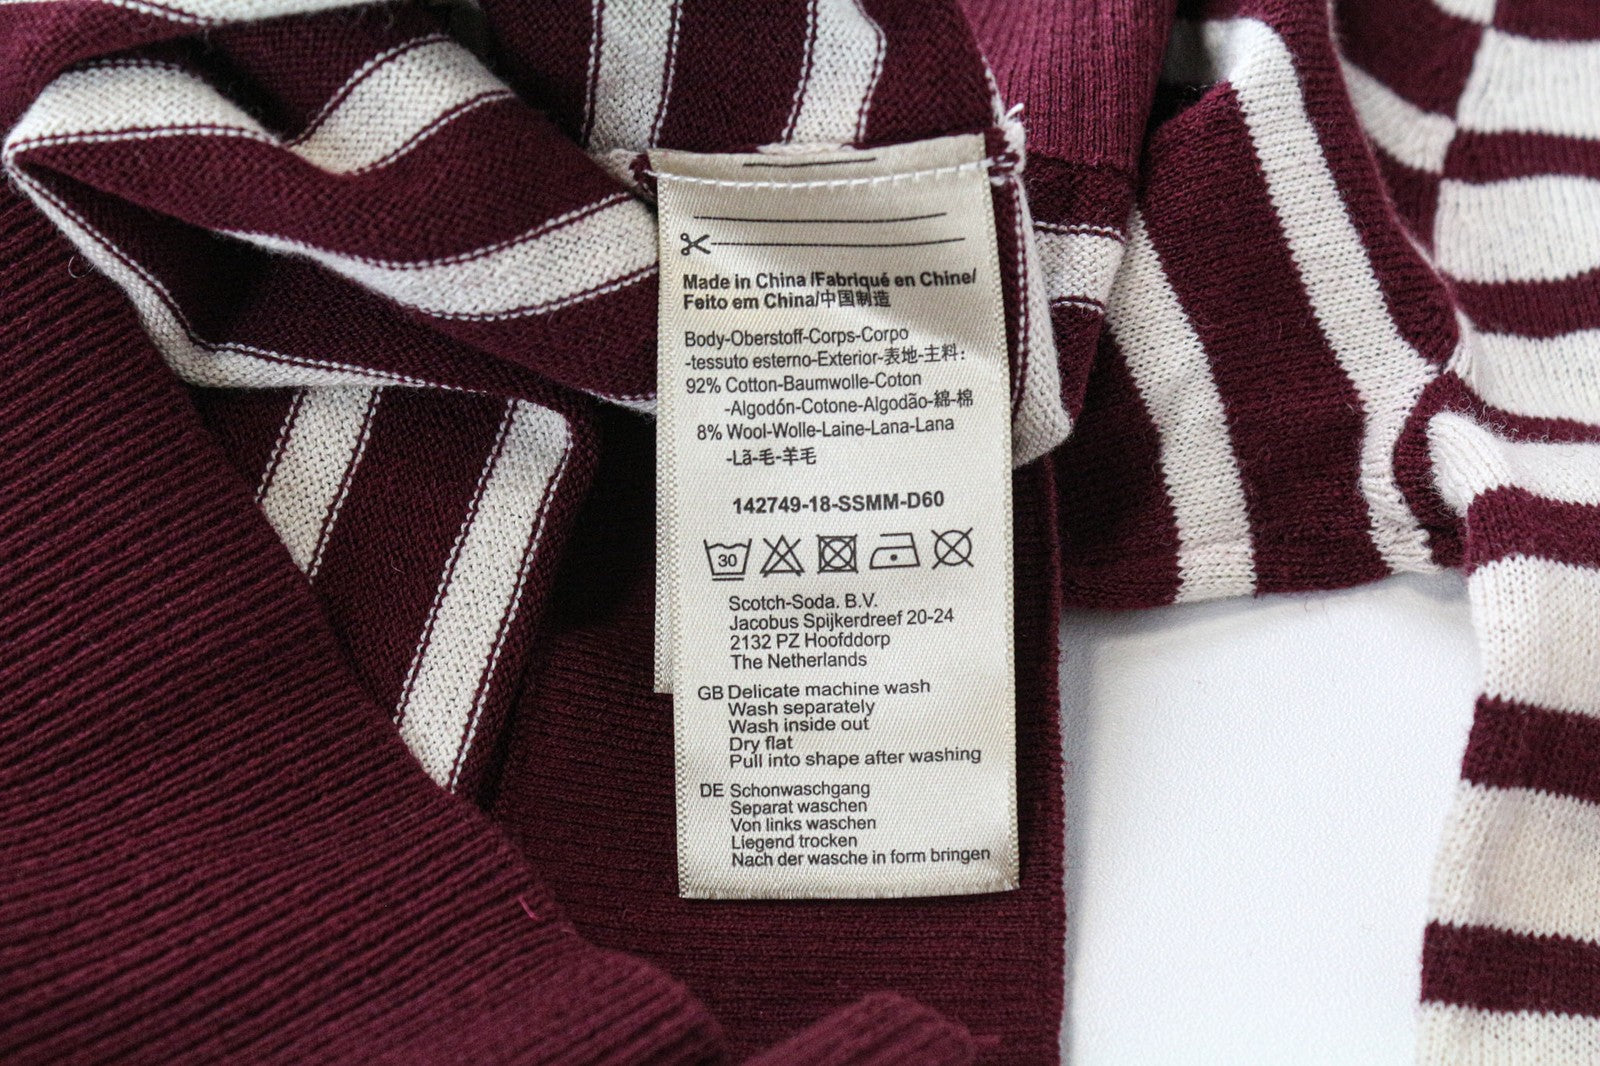 Made in China /Fabriqué en Chine/
Feito em China/中国制造
Body-Oberstoff-Corps-Corpo
-tessuto esterno-Exterior-表地-主料:
92% Cotton-Baumwolle-Coton
-Algodón-Cotone-Algodão-綿-棉
8% Wool-Wolle-Laine-Lana-Lana
-Lã-毛-羊毛
142749-18-SSMM-D60
30
Scotch-Soda. B.V.
Jacobus Spijkerdreef 20-24
2132 PZ Hoofddorp
The Netherlands
GB Delicate machine wash
Wash separately
Wash inside out
Dry flat
Pull into shape after washing
DE Schonwaschgang
Separat waschen
Von links waschen
Liegend trocken
Nach der wasche in form bringen